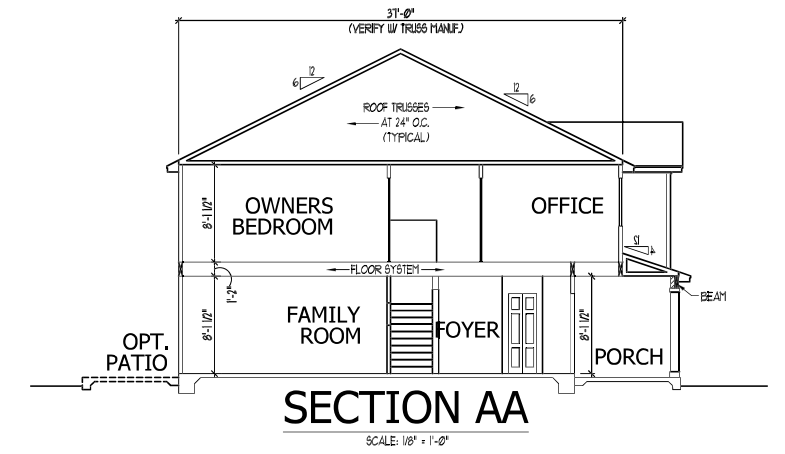 37'-0"
(VERIFY W/ TRUSS MANUF.)
12
6
12
6
ROOF TRUSSES
AT 24" O.C.
(TYPICAL)
8'-1 1/2"
OWNERS
BEDROOM
OFFICE
12
4
FLOOR SYSTEM
1'-2"
BEAM
8'-1 1/2"
FAMILY
ROOM
FOYER
8'-1 1/2"
PORCH
OPT.
PATIO
SECTION AA
SCALE: 1/8" = 1'-0"